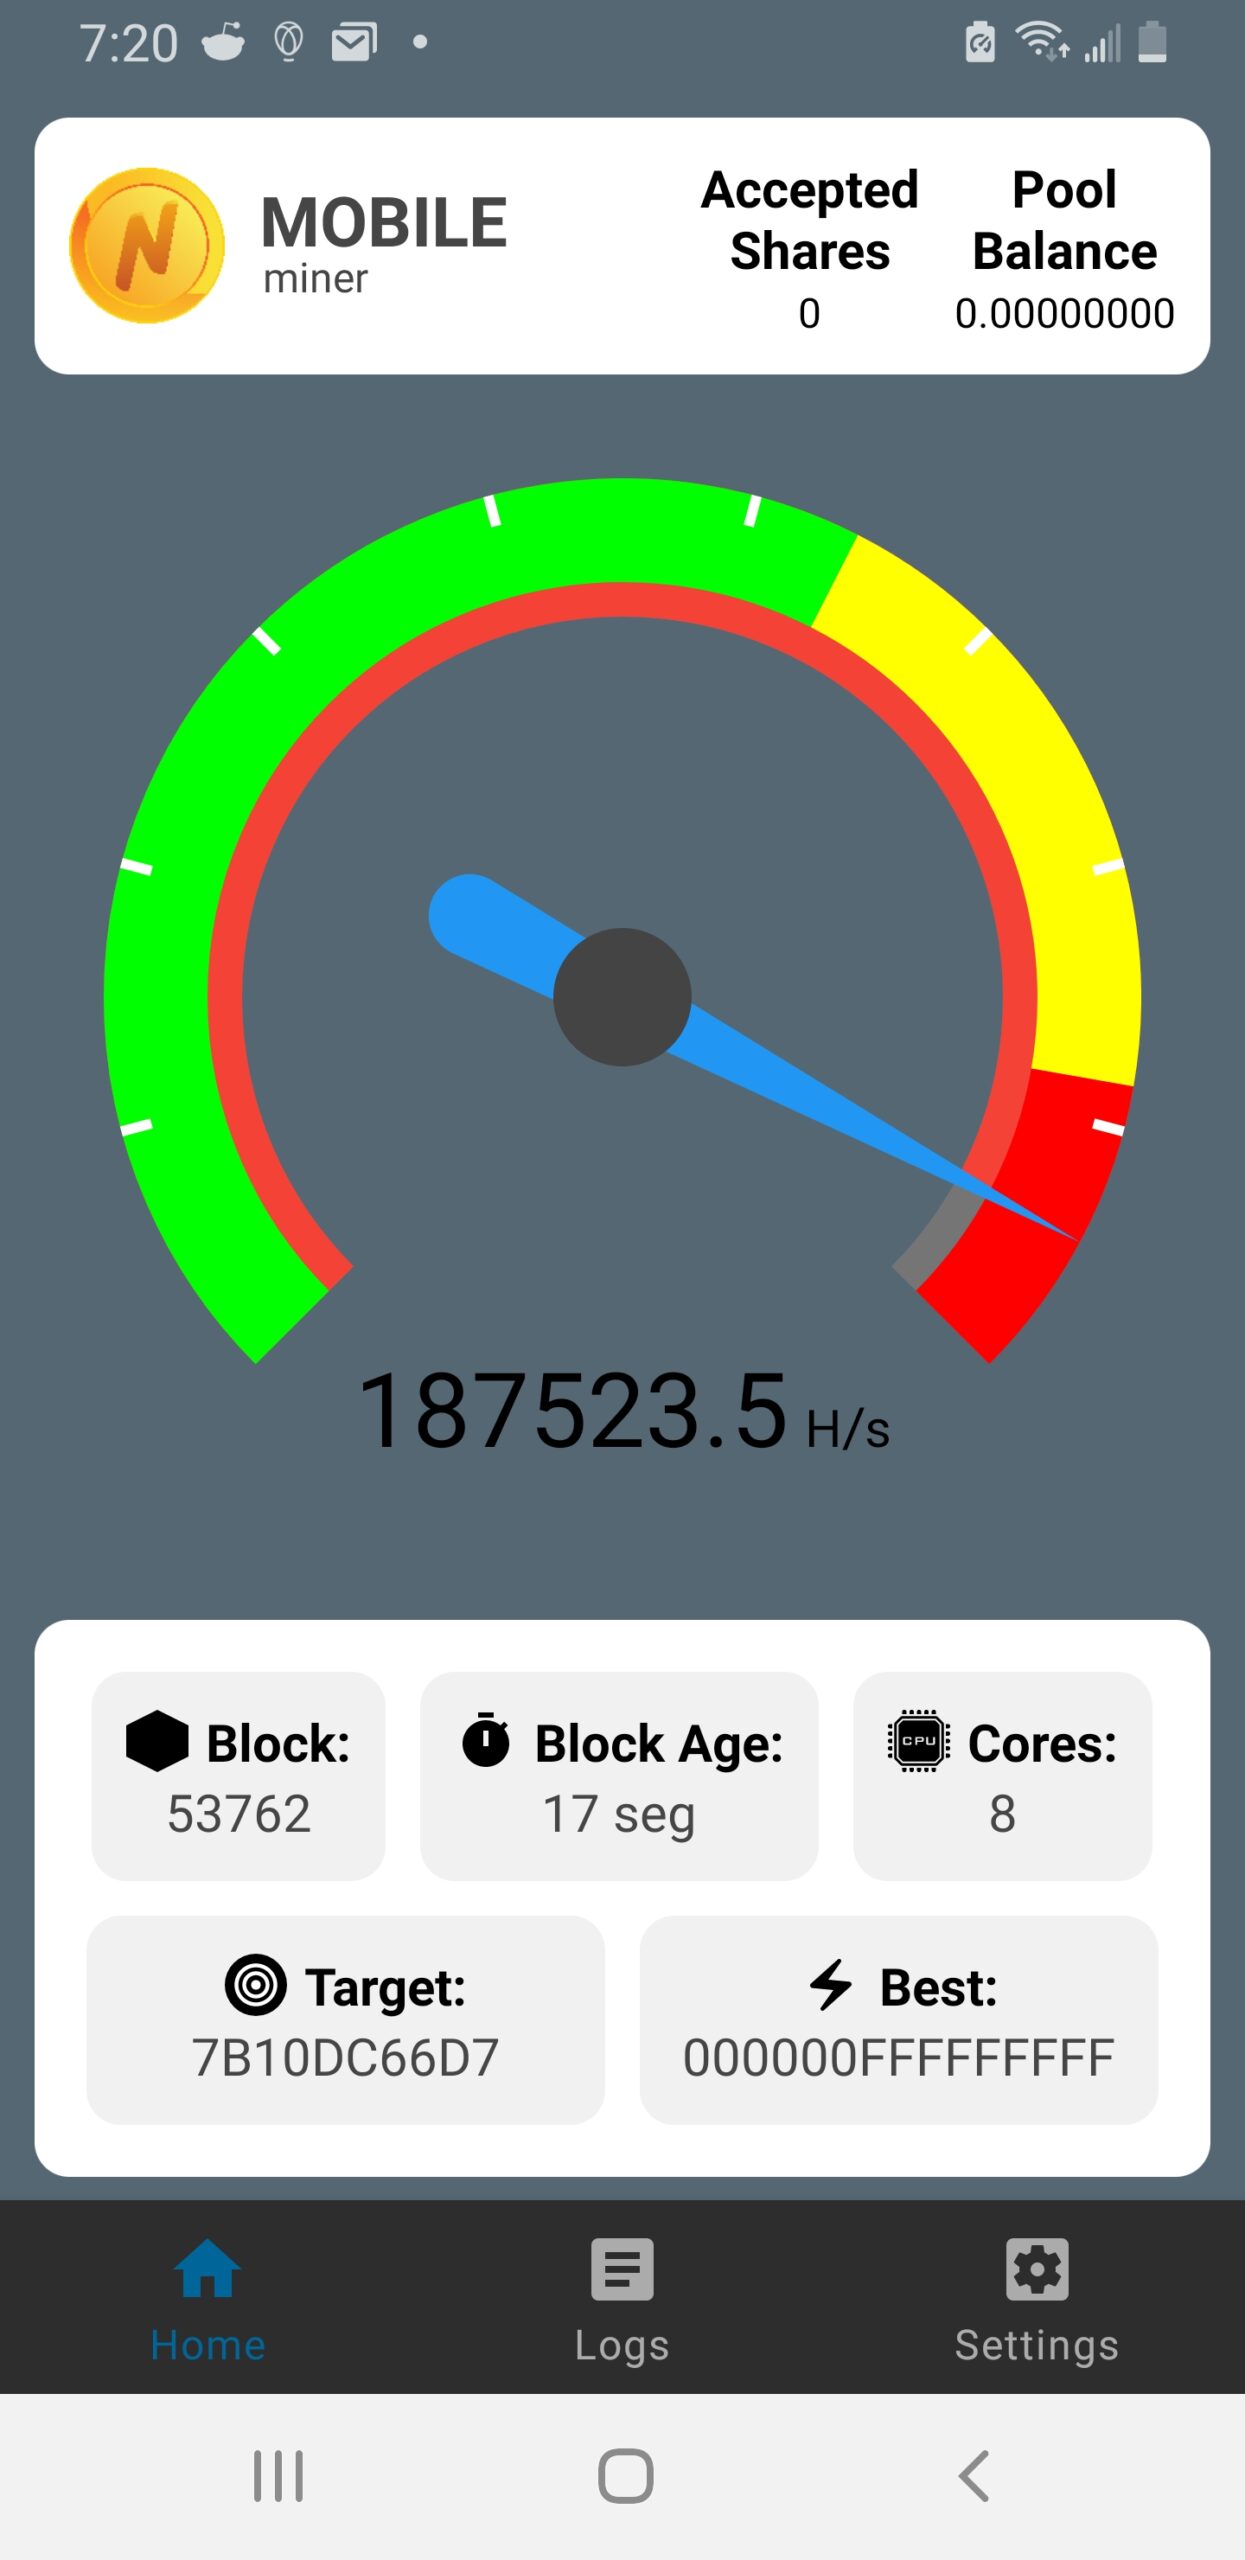 7:20
MOBILE
miner
Accepted
Shares
0
Pool
Balance
0.00000000
187523.5 H/s
Block:
53762
Block Age:
17 seg
CPU
Cores:
8
Target:
7B10DC66D7
Best:
000000FFFFFFFFF
Home
Logs
Settings